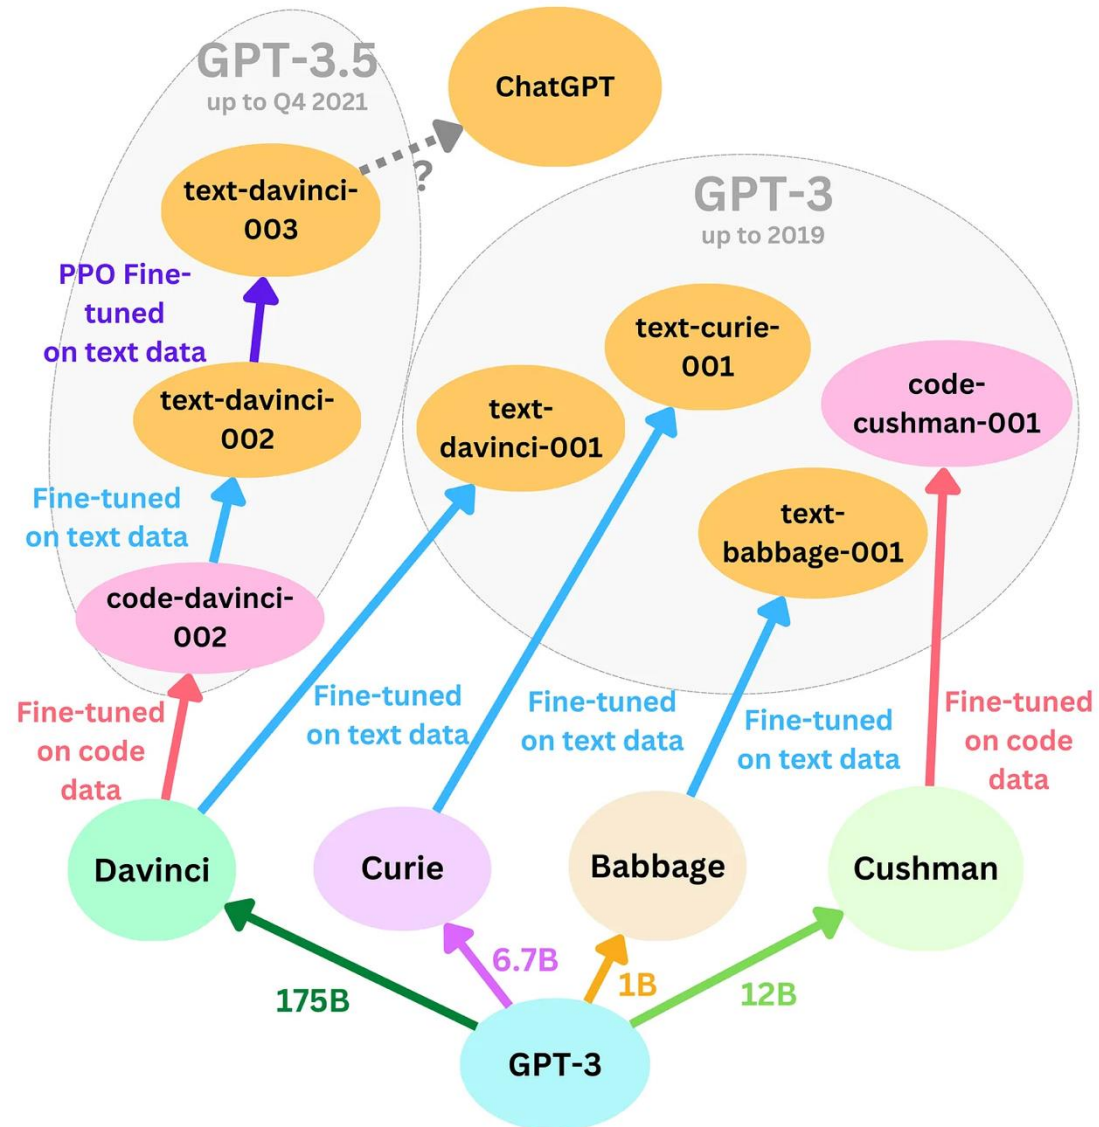 GPT-3.5
up to Q4 2021
ChatGPT
text-davinci-
003
?
GPT-3
up to 2019
PPO Fine-
tuned
on text data
text-curie-
001
text-davinci-
002
text-
davinci-001
code-
cushman-001
Fine-tuned
on text data
text-
babbage-001
code-davinci-
002
Fine-tuned
on code
data
Fine-tuned
on text data
Fine-tuned
on text data
Fine-tuned
on text data
Fine-tuned
on code
data
Davinci
Curie
Babbage
Cushman
175B
6.7B
1B
12B
GPT-3